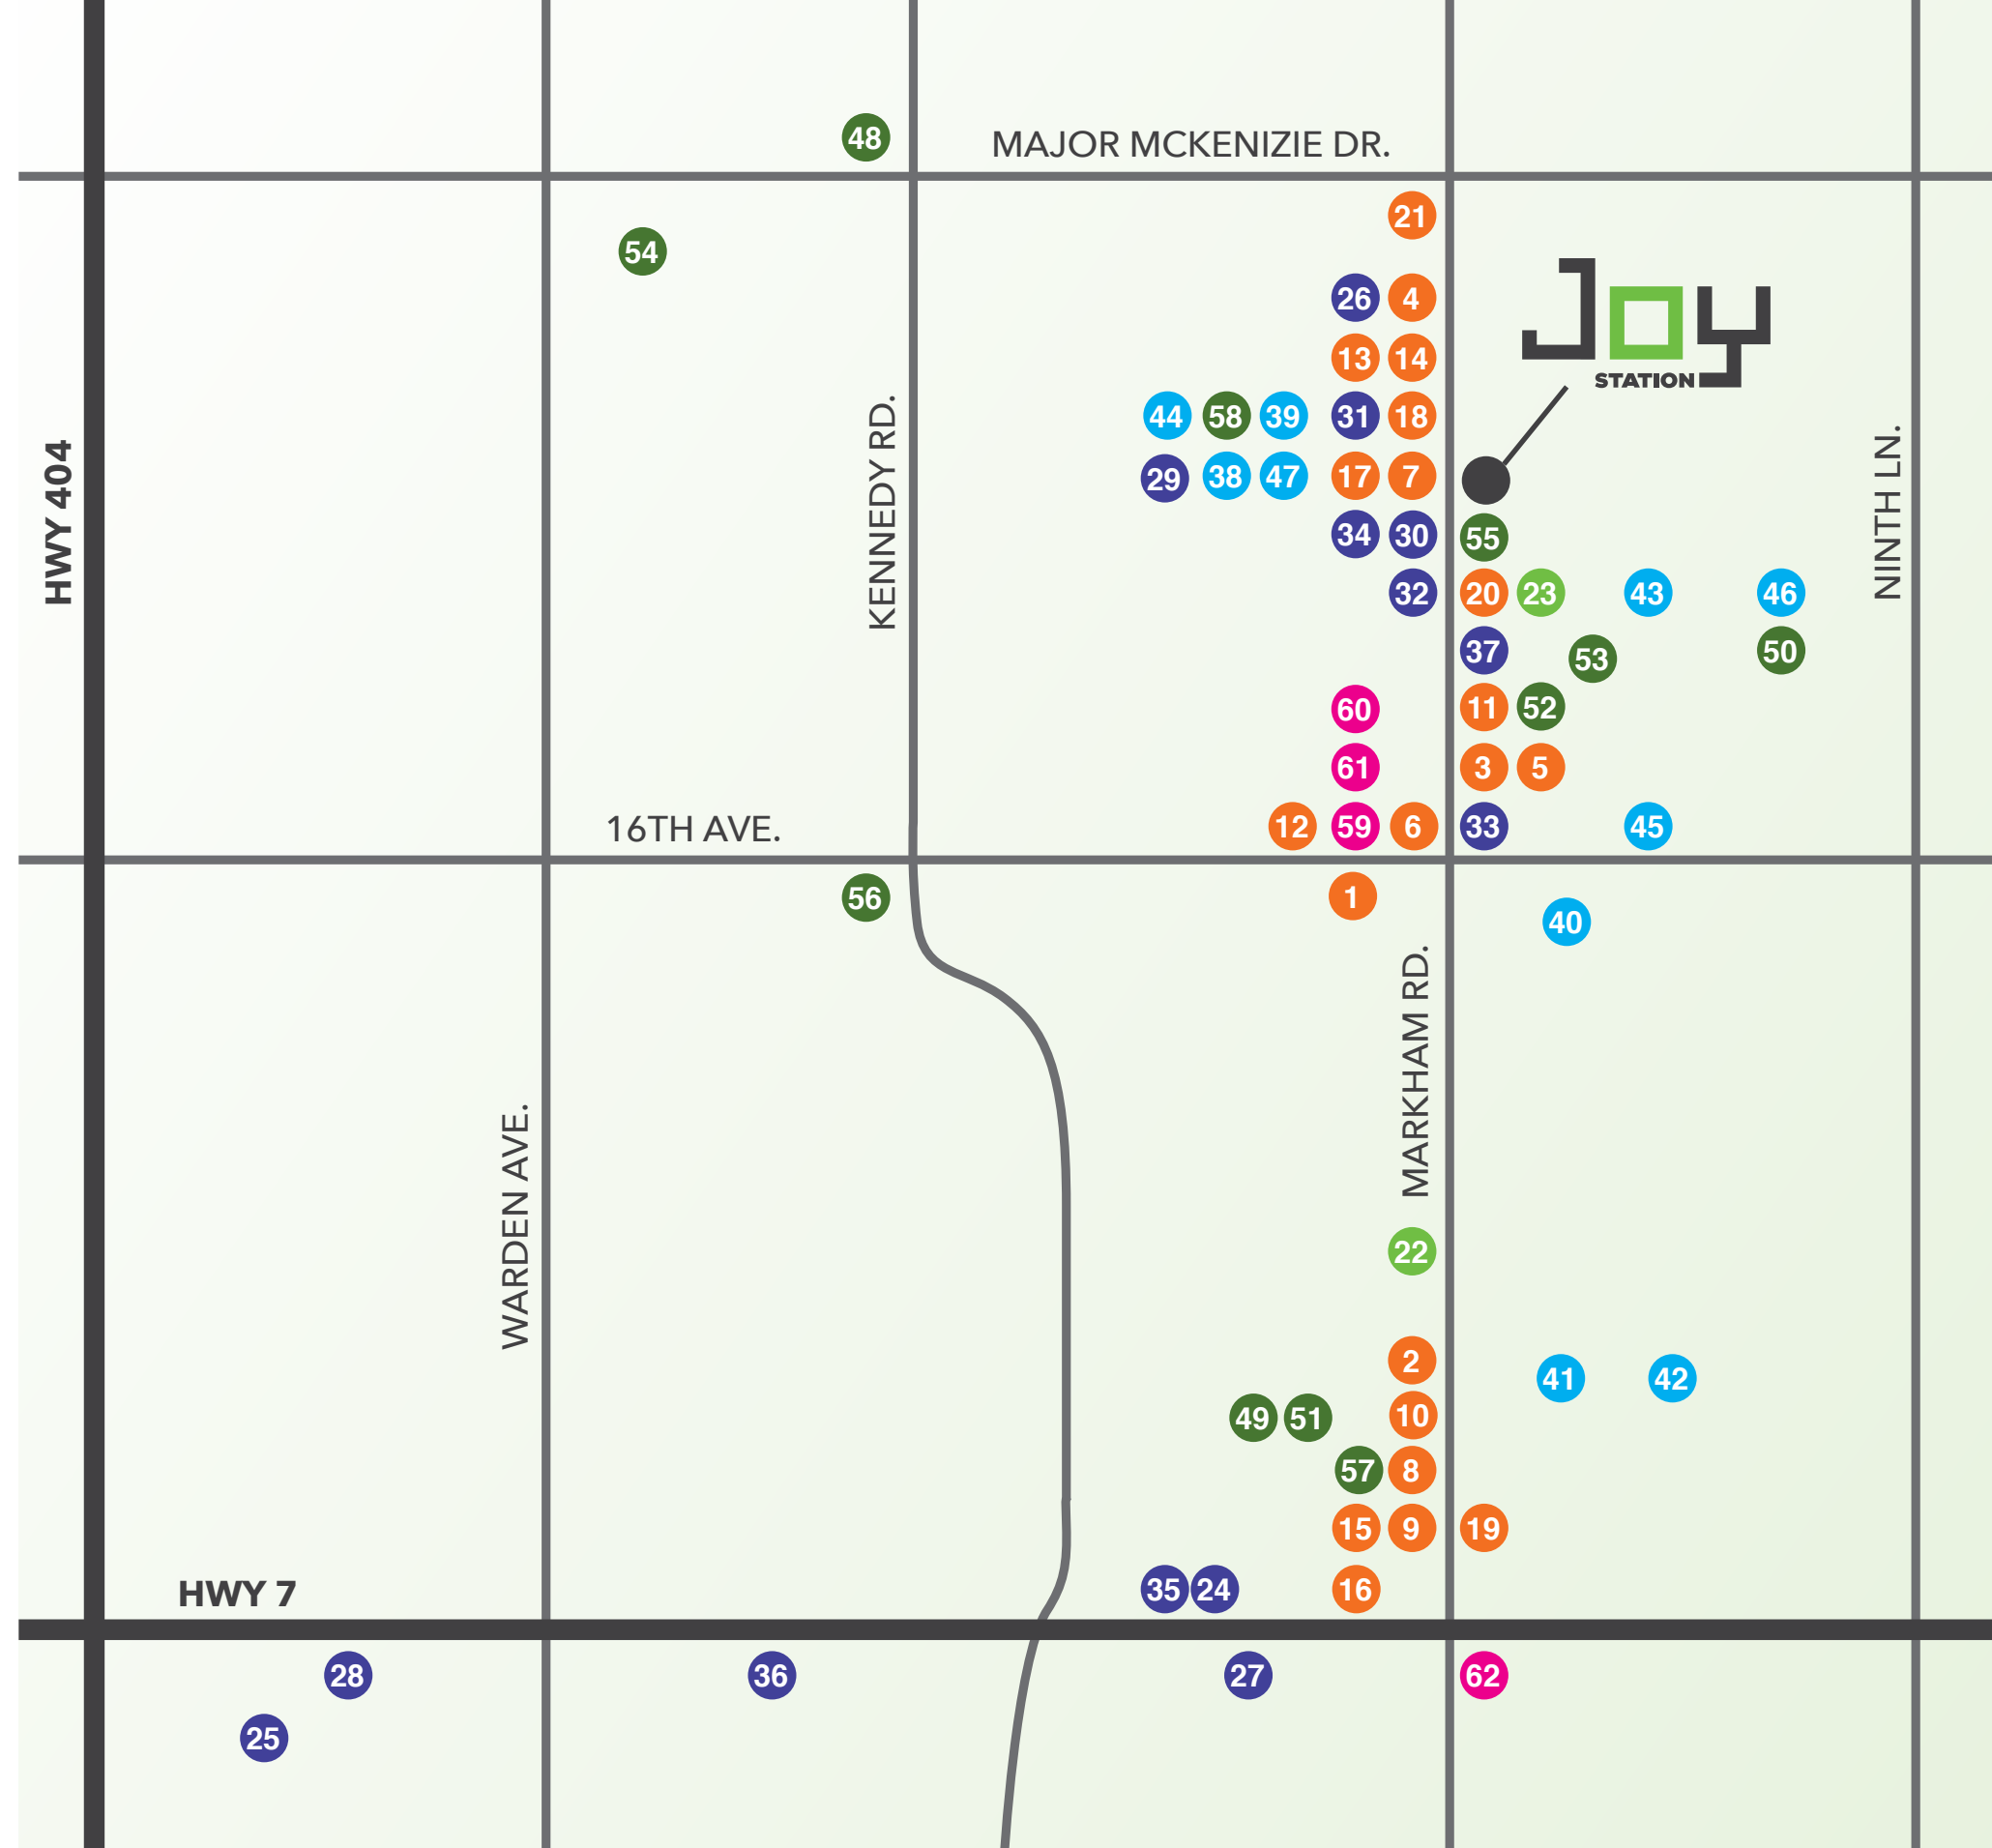 48
MAJOR MCKENIZIE DR.
21
54
26 4
13 14
JOY
STATION
44 58 39 31 18
29 38 47 17 7
HWY 404
KENNEDY RD.
NINTH LN.
34 30 55
32 20 23 43 46
37 53 50
60 11 52
61 3 5
16TH AVE.
12 59 6 33 45
56 1 40
MARKHAM RD.
WARDEN AVE.
22
2 41 42
49 51 10
57 8
15 9 19
HWY 7
35 24 16
28 36 27 62
25